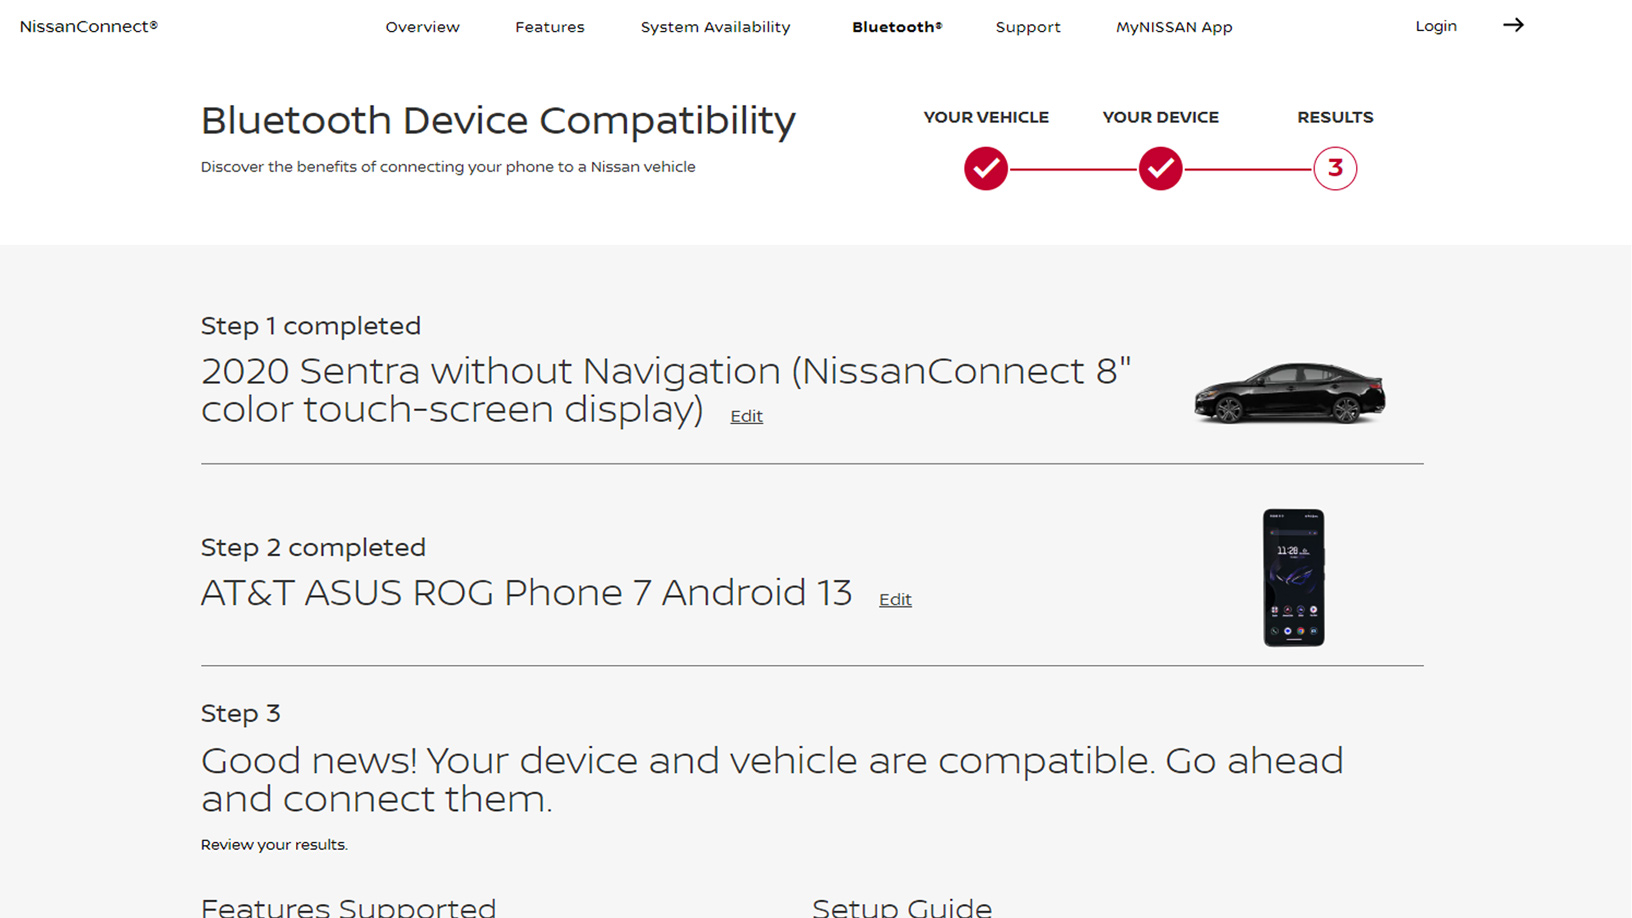 NissanConnect®
Overview
Features
System Availability
Bluetooth®
Support
MyNISSAN App
Login
Bluetooth Device Compatibility
Discover the benefits of connecting your phone to a Nissan vehicle
YOUR VEHICLE
YOUR DEVICE
RESULTS
3
Step 1 completed
2020 Sentra without Navigation (NissanConnect 8"
color touch-screen display)
Edit
Step 2 completed
AT&T ASUS ROG Phone 7 Android 13
Edit
11:28
Step 3
Good news! Your device and vehicle are compatible. Go ahead
and connect them.
Review your results.
Features Supported
Setup Guide